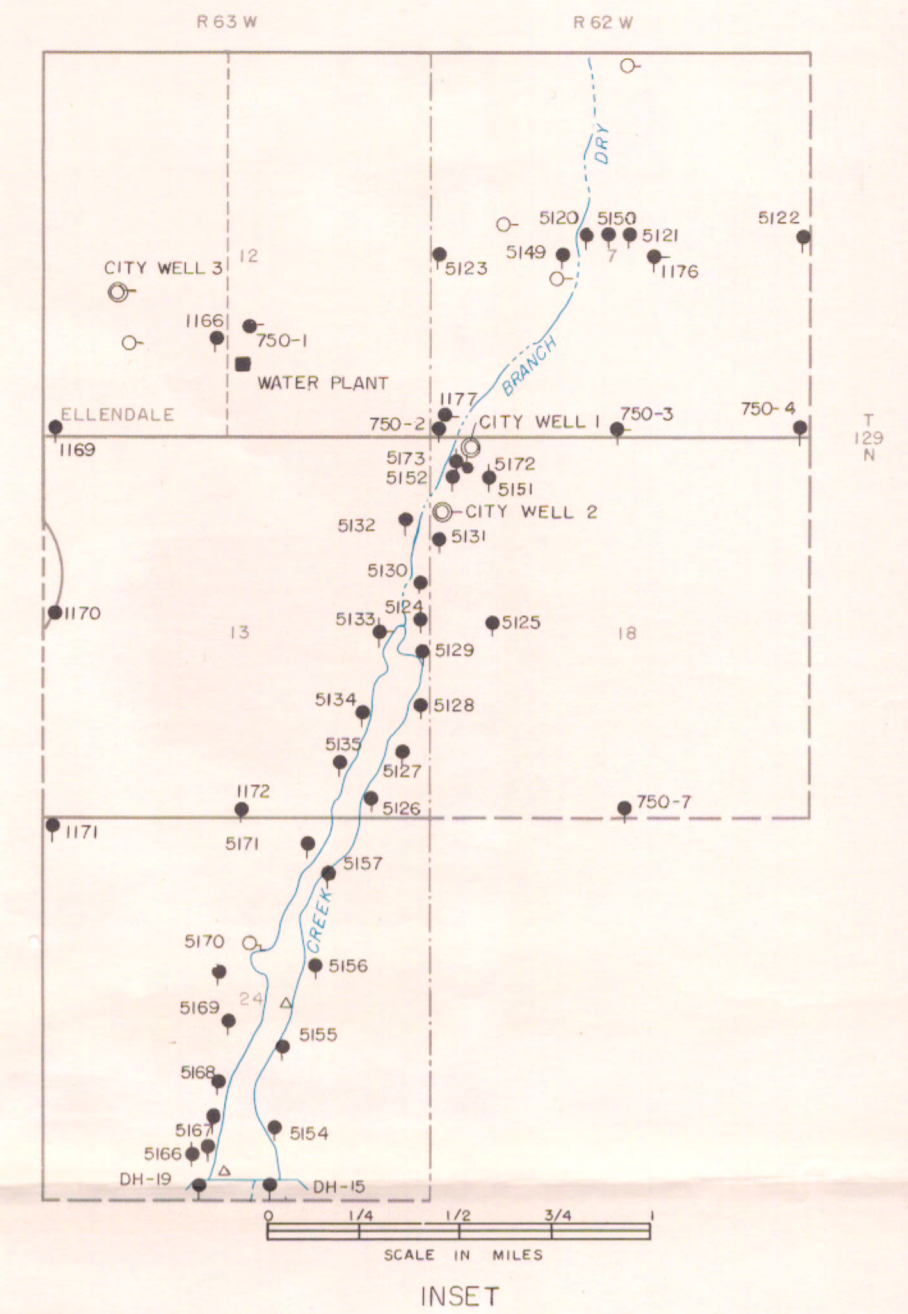 R 63 W
R 62 W
DRY
5120
5150
5122
5121
5149
7
5123
1176
12
CITY WELL 3
1166
750-1
WATER PLANT
BRANCH
1177
ELLENDALE
750-2
CITY WELL 1
750-3
750-4
T
129
N
1169
5173
5172
5152
5151
5132
CITY WELL 2
5131
5130
1170
5124
5133
5125
13
18
5129
5134
5128
5135
5127
1172
5126
750-7
1171
5171
5157
CREEK
5170
5156
24
5169
5155
5168
5167
5154
5166
DH-19
DH-15
0 1/4 1/2 3/4 1
SCALE IN MILES
INSET